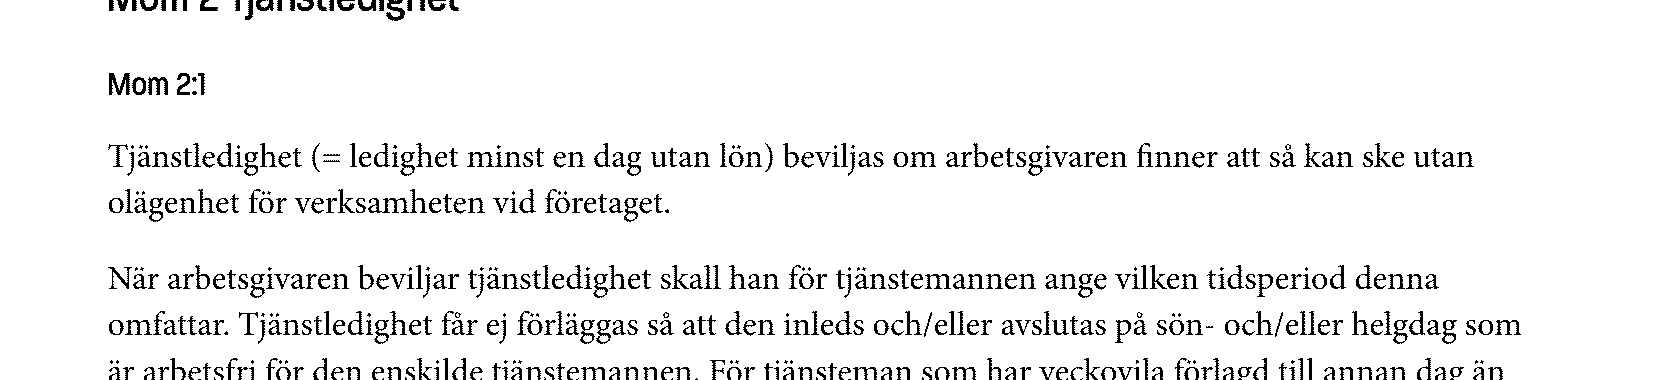 Mom 2 Tjänstledighet
Mom 2:1
Tjänstledighet (= ledighet minst en dag utan lön) beviljas om arbetsgivaren finner att så kan ske utan
olägenhet för verksamheten vid företaget.
När arbetsgivaren beviljar tjänstledighet skall han för tjänstemannen ange vilken tidsperiod denna
omfattar. Tjänstledighet får ej förläggas så att den inleds och/eller avslutas på sön- och/eller helgdag som
är arbetsfri för den enskilde tjänstemannen. För tjänsteman som har veckovila förlagd till annan dag än